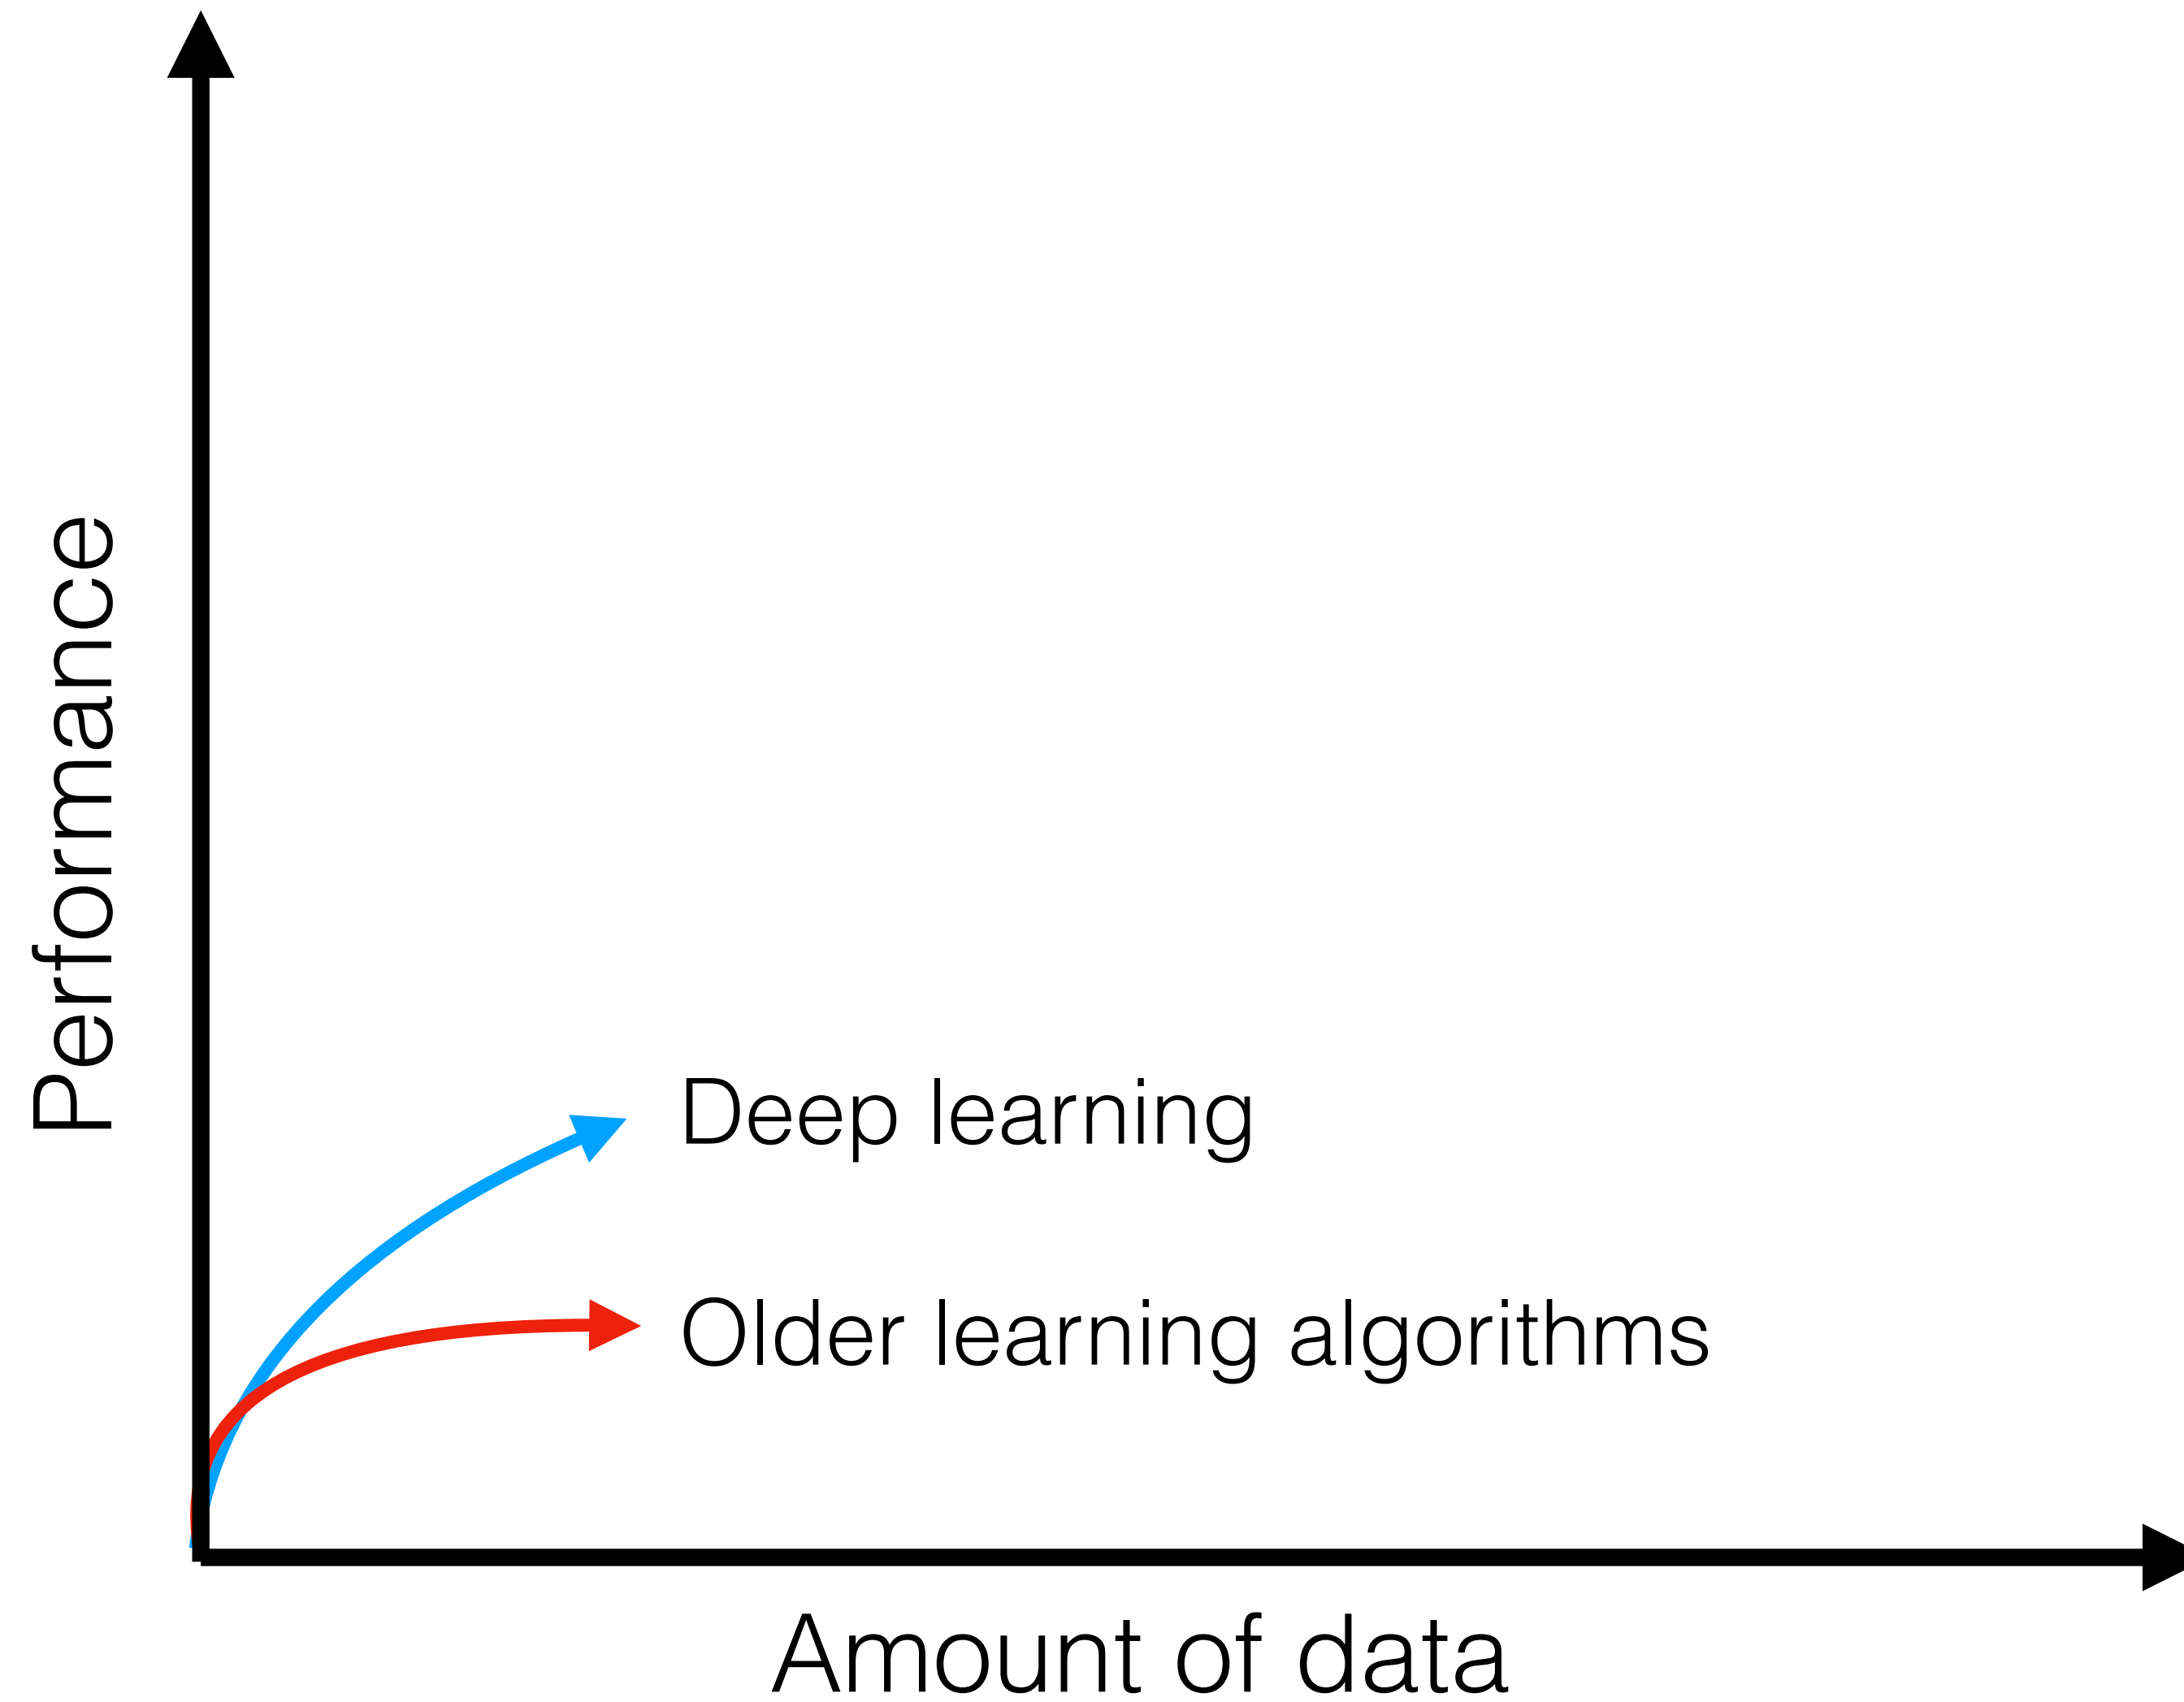 Performance
Deep learning
Older learning algorithms
Amount of data